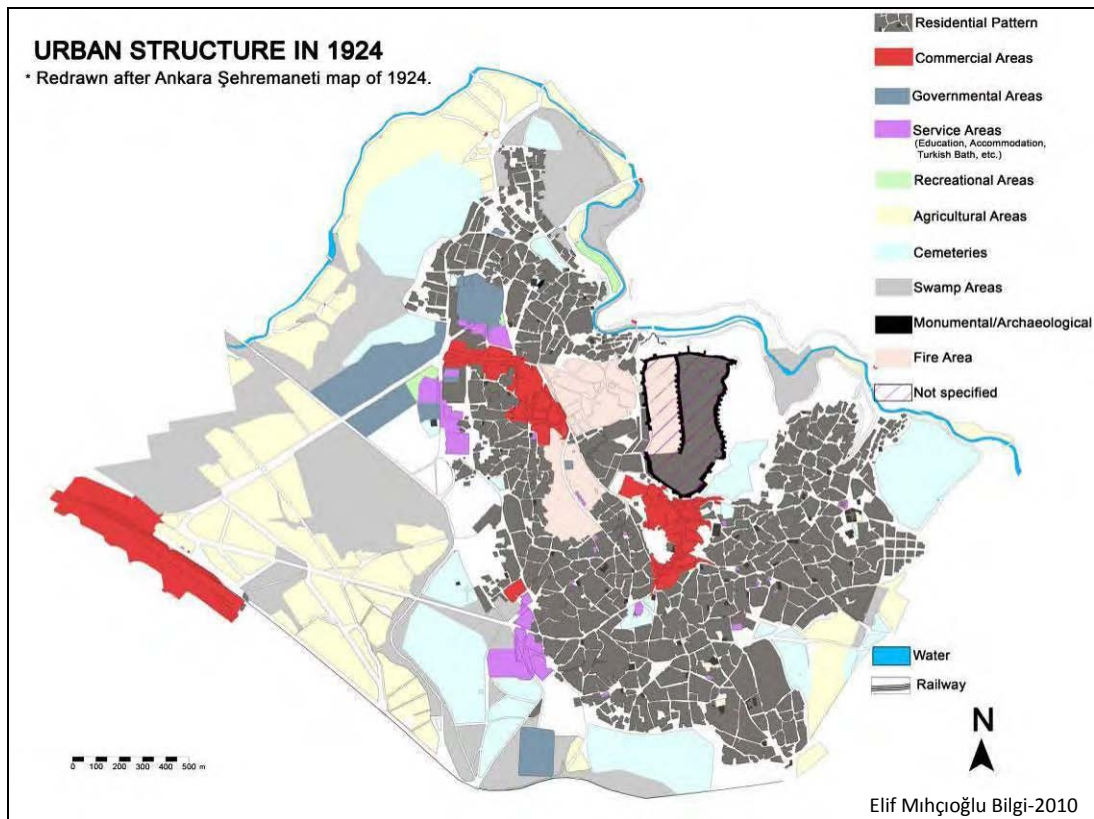 URBAN STRUCTURE IN 1924
* Redrawn after Ankara Şehremaneti map of 1924.
Residential Pattern
Commercial Areas
Governmental Areas
Service Areas
(Education, Accommodation,
Turkish Bath, etc.)
Recreational Areas
Agricultural Areas
Cemeteries
Swamp Areas
Monumental/Archaeological
Fire Area
Not specified
Water
Railway
N
0 100 200 300 400 500 m
Elif Mıhçıoğlu Bilgi-2010